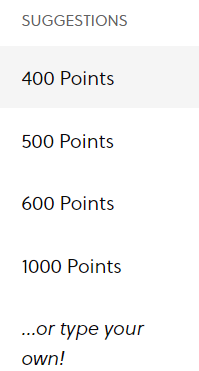 SUGGESTIONS
400 Points
500 Points
600 Points
1000 Points
...or type your
own!